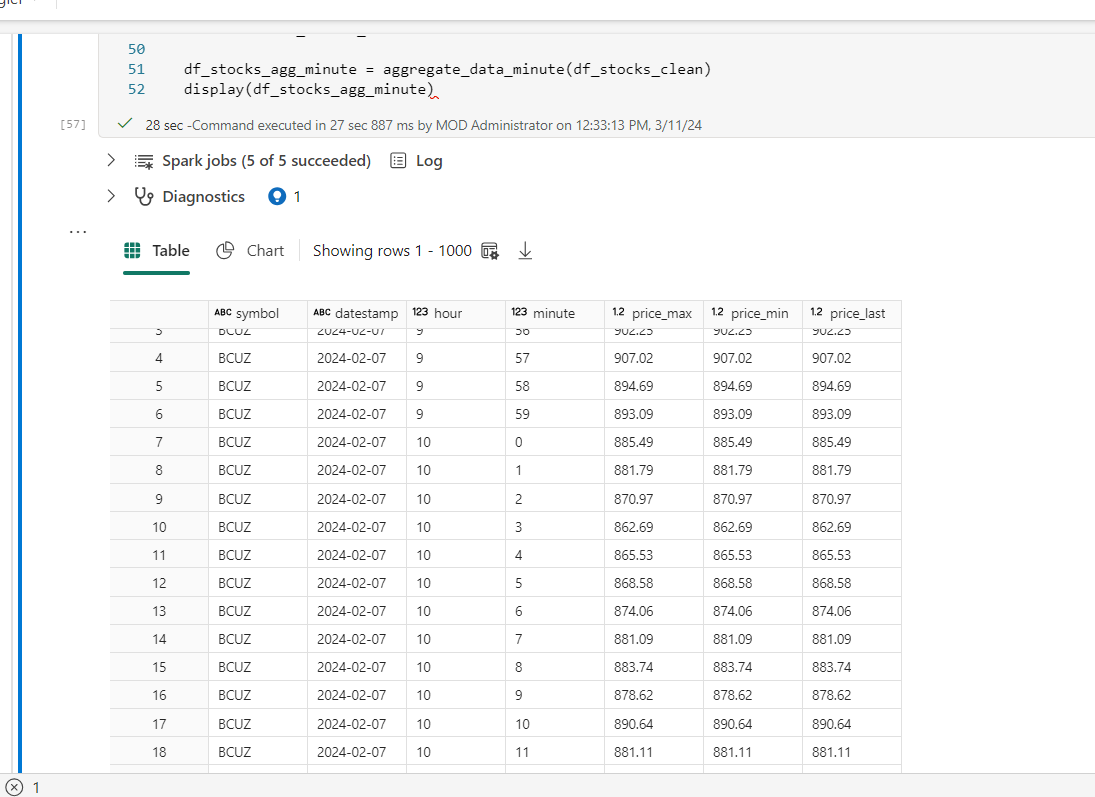 50
51 df_stocks_agg_minute = aggregate_data_minute(df_stocks_clean)
52 display(df_stocks_agg_minute)
[57] 28 sec -Command executed in 27 sec 887 ms by MOD Administrator on 12:33:13 PM, 3/11/24
Spark jobs (5 of 5 succeeded) Log
Diagnostics 1
...
Table Chart Showing rows 1 - 1000
ABC symbol ABC datestamp 123 hour 123 minute 1.2 price_max 1.2 price_min 1.2 price_last
3 BCUZ 2024-02-07 9 56 902.25 902.25 902.25
4 BCUZ 2024-02-07 9 57 907.02 907.02 907.02
5 BCUZ 2024-02-07 9 58 894.69 894.69 894.69
6 BCUZ 2024-02-07 9 59 893.09 893.09 893.09
7 BCUZ 2024-02-07 10 0 885.49 885.49 885.49
8 BCUZ 2024-02-07 10 1 881.79 881.79 881.79
9 BCUZ 2024-02-07 10 2 870.97 870.97 870.97
10 BCUZ 2024-02-07 10 3 862.69 862.69 862.69
11 BCUZ 2024-02-07 10 4 865.53 865.53 865.53
12 BCUZ 2024-02-07 10 5 868.58 868.58 868.58
13 BCUZ 2024-02-07 10 6 874.06 874.06 874.06
14 BCUZ 2024-02-07 10 7 881.09 881.09 881.09
15 BCUZ 2024-02-07 10 8 883.74 883.74 883.74
16 BCUZ 2024-02-07 10 9 878.62 878.62 878.62
17 BCUZ 2024-02-07 10 10 890.64 890.64 890.64
18 BCUZ 2024-02-07 10 11 881.11 881.11 881.11
1